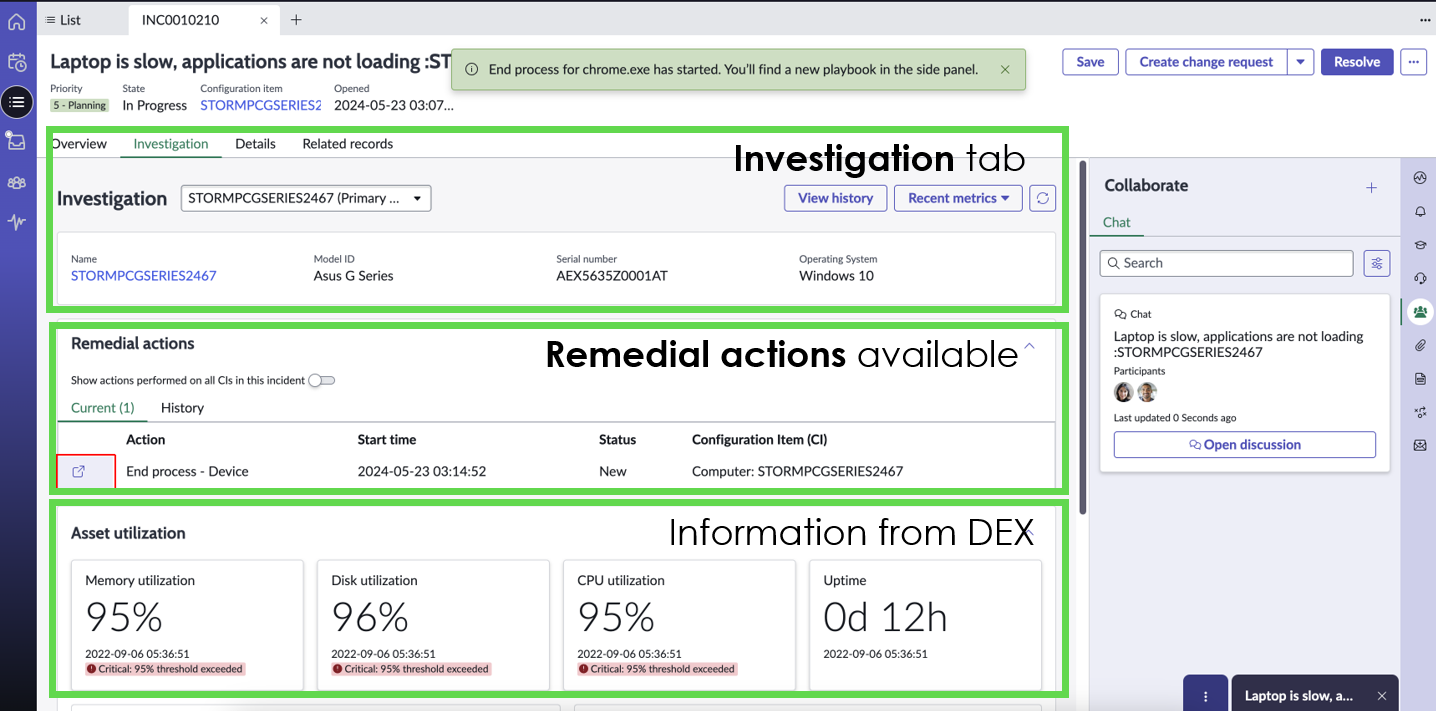 List
INC0010210
Laptop is slow, applications are not loading :ST
End process for chrome.exe has started. You'll find a new playbook in the side panel.
Save
Create change request
Resolve
Priority
State
Configuration item
Opened
5 - Planning
In Progress
STORMPCGSERIES2
2024-05-23 03:07...
Overview
Investigation
Details
Related records
Investigation tab
Investigation
STORMPCGSERIES2467 (Primary ...
View history
Recent metrics
Name
Model ID
Serial number
Operating System
STORMPCGSERIES2467
Asus G Series
AEX5635Z0001AT
Windows 10
Remedial actions
Remedial actions available
Show actions performed on all CIs in this incident
Current (1)
History
Action
Start time
Status
Configuration Item (CI)
End process - Device
2024-05-23 03:14:52
New
Computer: STORMPCGSERIES2467
Asset utilization
Information from DEX
Memory utilization
95%
2022-09-06 05:36:51
Critical: 95% threshold exceeded
Disk utilization
96%
2022-09-06 05:36:51
Critical: 95% threshold exceeded
CPU utilization
95%
2022-09-06 05:36:51
Critical: 95% threshold exceeded
Uptime
0d 12h
2022-09-06 05:36:51
Collaborate
Chat
Search
Chat
Laptop is slow, applications are not loading
:STORMPCGSERIES2467
Participants
Last updated 0 Seconds ago
Open discussion
Laptop is slow, a...